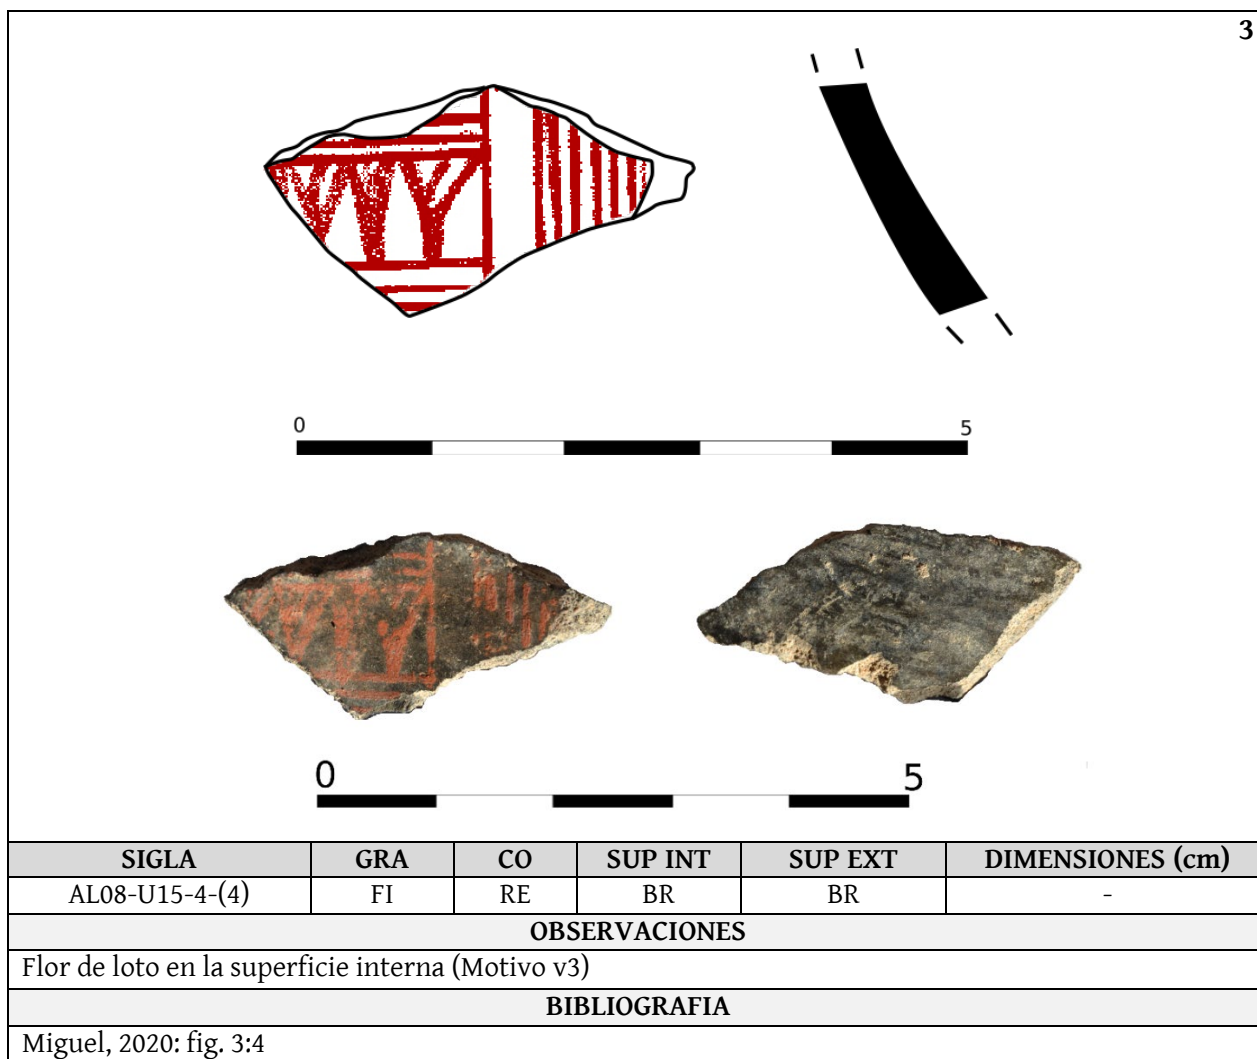 3
0 5
0 5
SIGLA GRA CO SUP INT SUP EXT DIMENSIONES (cm)
AL08-U15-4-(4) FI RE BR BR -
OBSERVACIONES
Flor de loto en la superficie interna (Motivo v3)
BIBLIOGRAFIA
Miguel, 2020: fig. 3:4